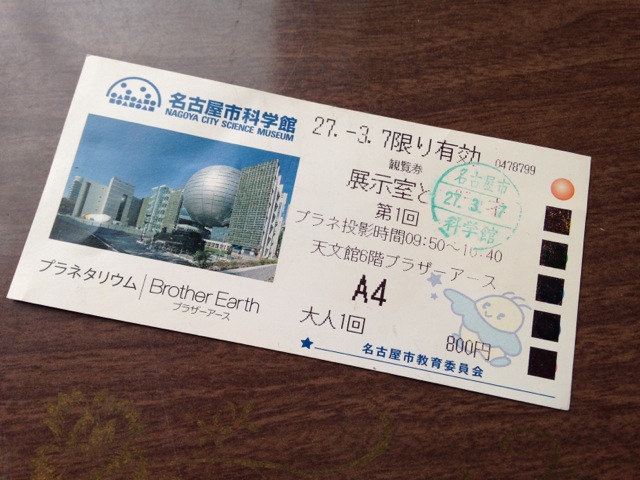 名古屋市科学館
NAGOYA CITY SCIENCE MUSEUM
プラネタリウム
Brother Earth
ブラザーアース
27.-3.7限り有効
0478799
観覧券
展示室と
第1回
プラネ投影時間09:50～10:40
天文館6階ブラザーアース
A4
大人1回
800円
名古屋市教育委員会
名古屋市
27.3.
科学館